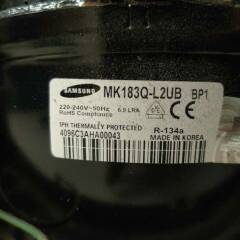 SAMSUNG MK183Q-L2UB BP1
220-240V~50Hz 6.9 LRA
RoHS Compliance
1PH THERMALLY PROTECTED R-134a
4096C3AHA00043 MADE IN KOREA